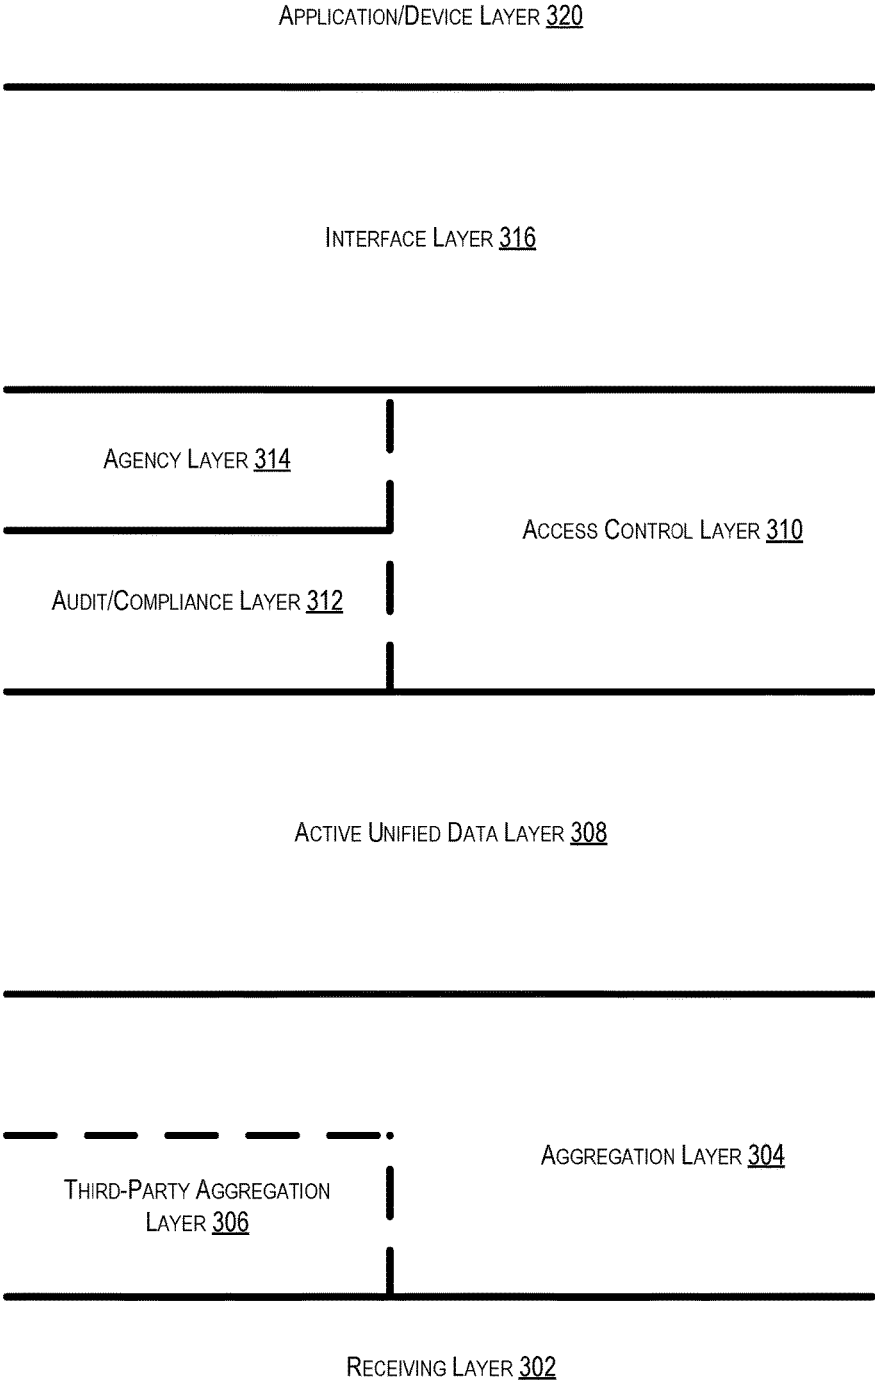 APPLICATION/DEVICE LAYER 320
INTERFACE LAYER 316
AGENCY LAYER 314
ACCESS CONTROL LAYER 310
AUDIT/COMPLIANCE LAYER 312
ACTIVE UNIFIED DATA LAYER 308
AGGREGATION LAYER 304
THIRD-PARTY AGGREGATION
LAYER 306
RECEIVING LAYER 302